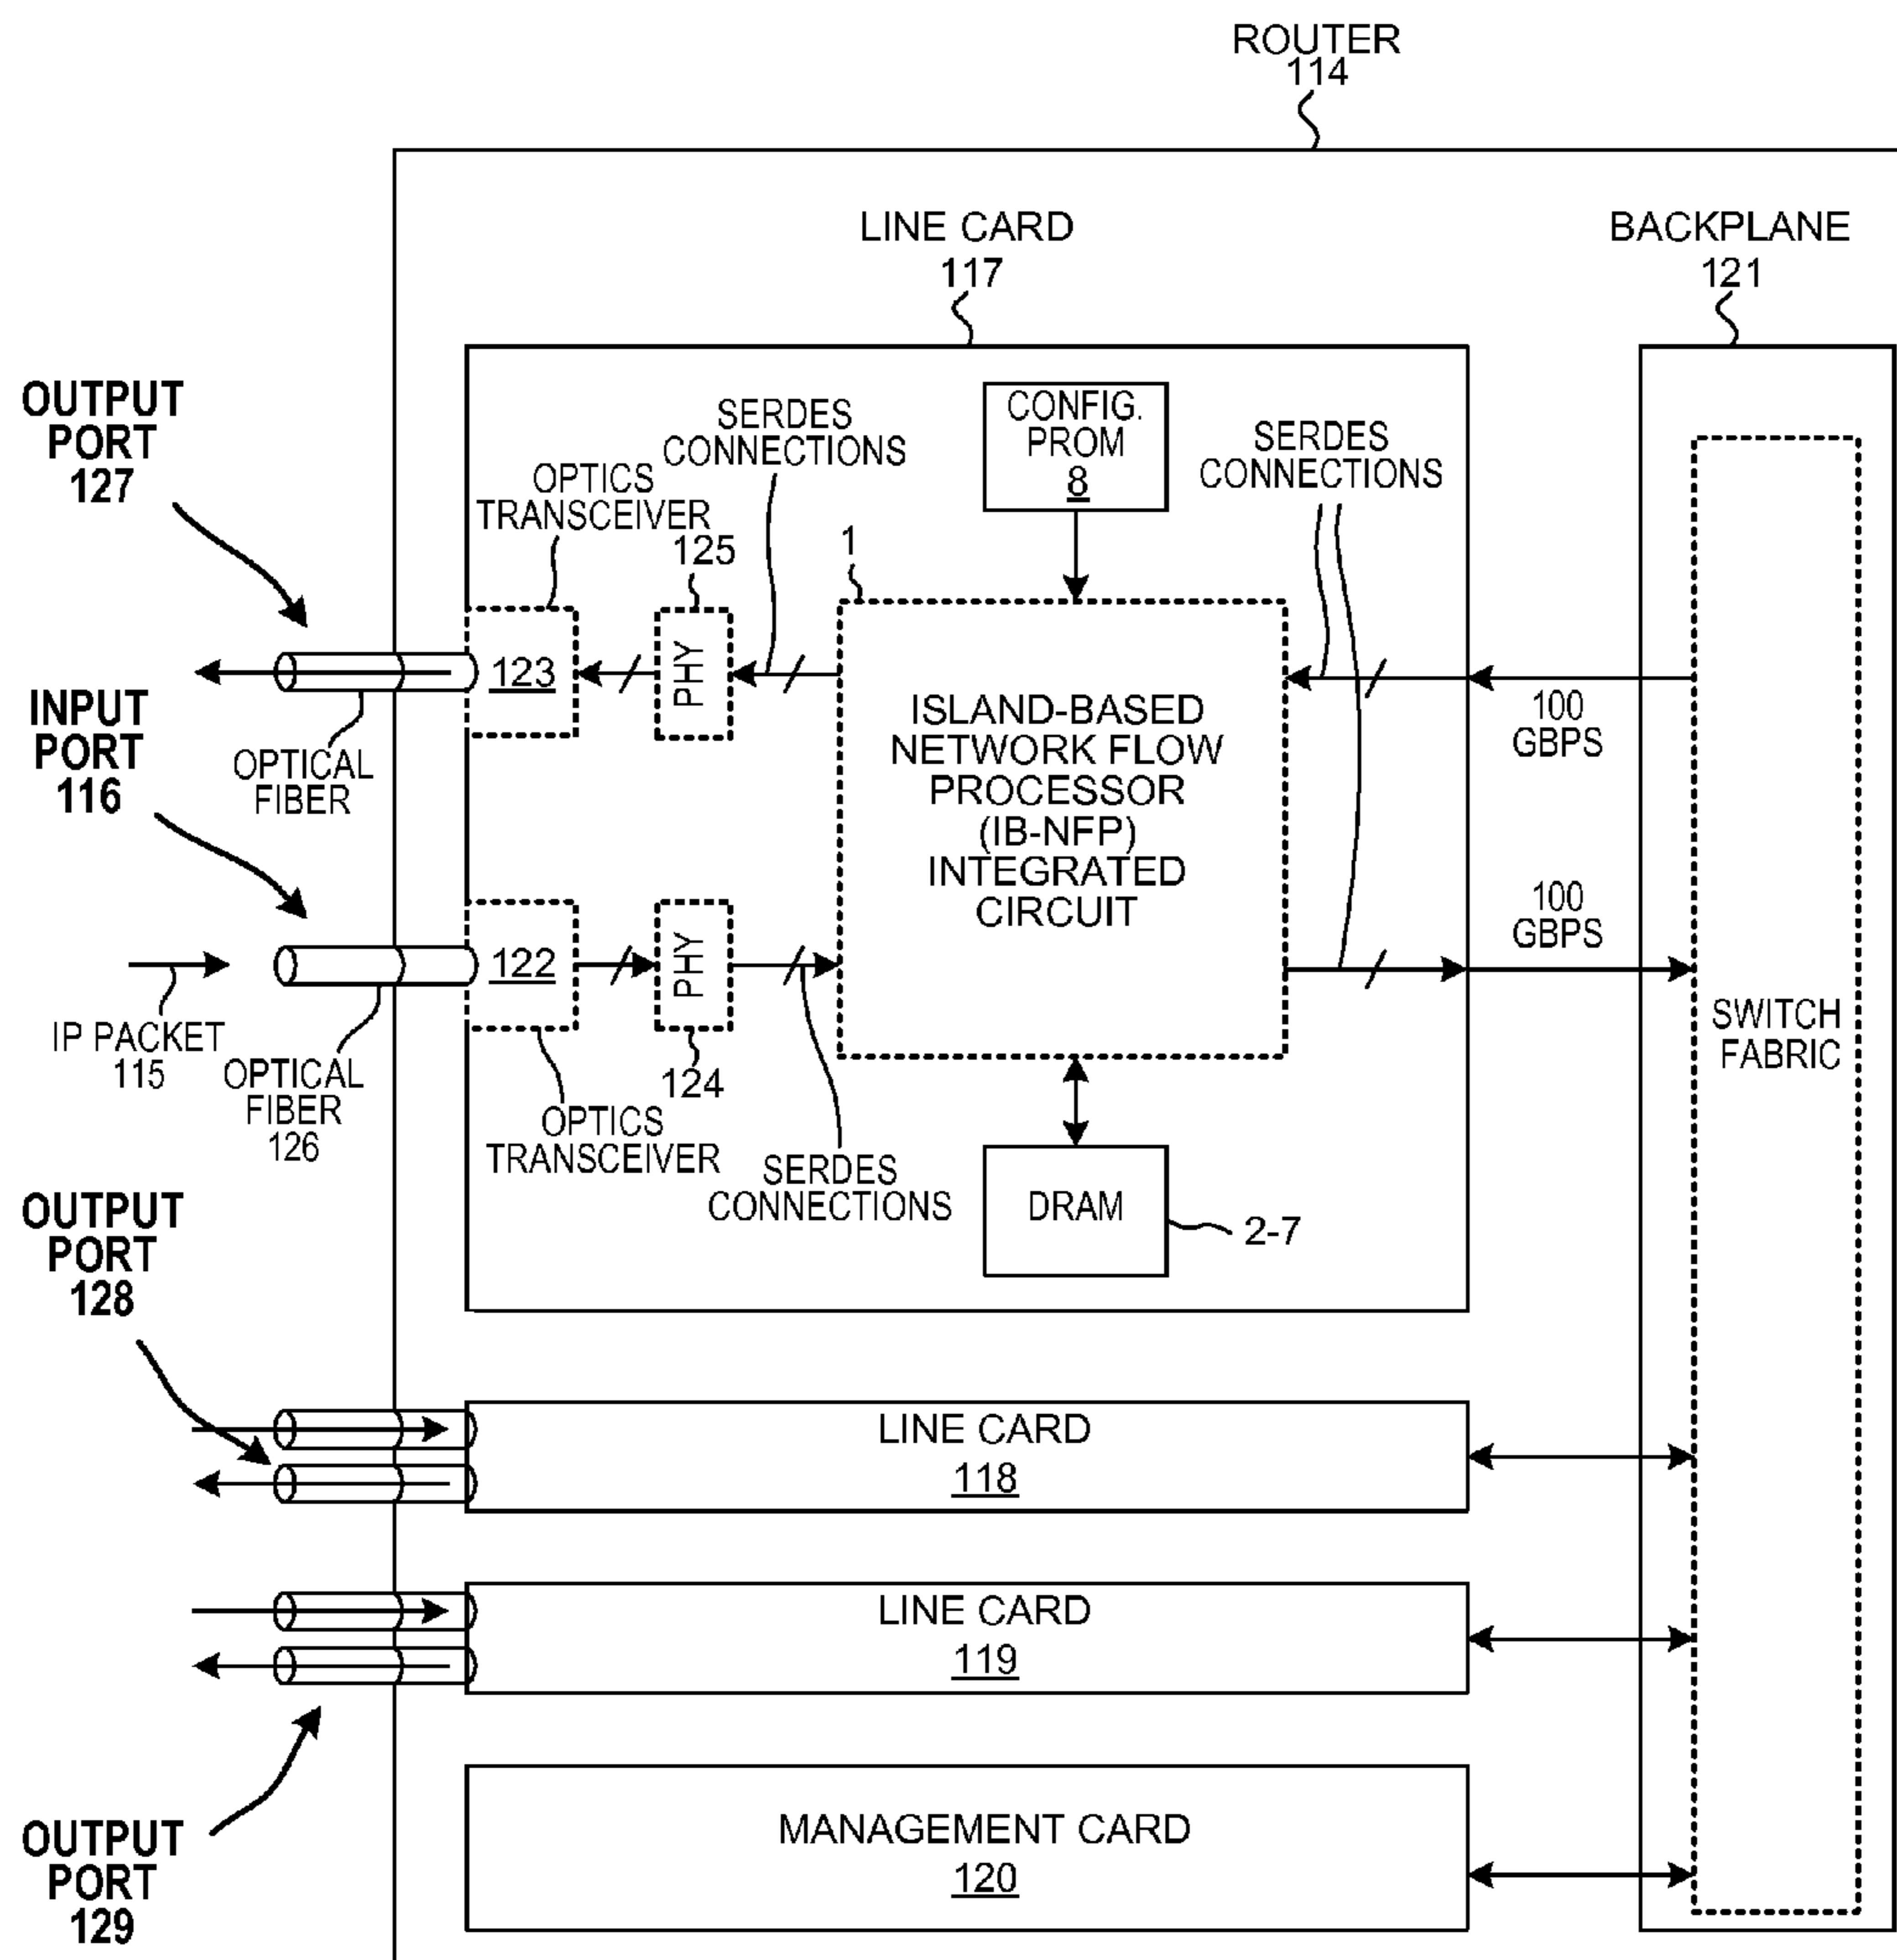 ROUTER
114
LINE CARD
117
BACKPLANE
121
OUTPUT
PORT
127
SERDES
CONNECTIONS
CONFIG.
PROM
8
SERDES
CONNECTIONS
OPTICS
TRANSCEIVER
125
1
123
PHY
INPUT
PORT
116
OPTICAL
FIBER
ISLAND-BASED
NETWORK FLOW
PROCESSOR
(IB-NFP)
INTEGRATED
CIRCUIT
100
GBPS
100
GBPS
122
PHY
IP PACKET
115
OPTICAL
FIBER
126
124
OPTICS
TRANSCEIVER
SERDES
CONNECTIONS
SWITCH
FABRIC
DRAM
2-7
OUTPUT
PORT
128
LINE CARD
118
LINE CARD
119
OUTPUT
PORT
129
MANAGEMENT CARD
120